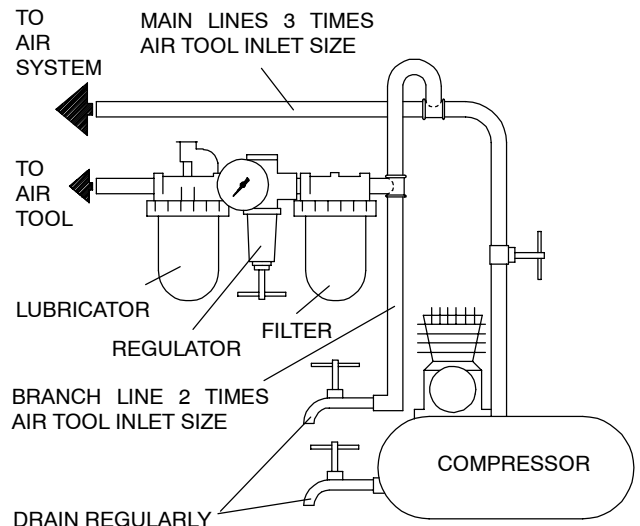 TO
AIR
SYSTEM
MAIN LINES 3 TIMES
AIR TOOL INLET SIZE
TO
AIR
TOOL
LUBRICATOR
REGULATOR
FILTER
BRANCH LINE 2 TIMES
AIR TOOL INLET SIZE
COMPRESSOR
DRAIN REGULARLY